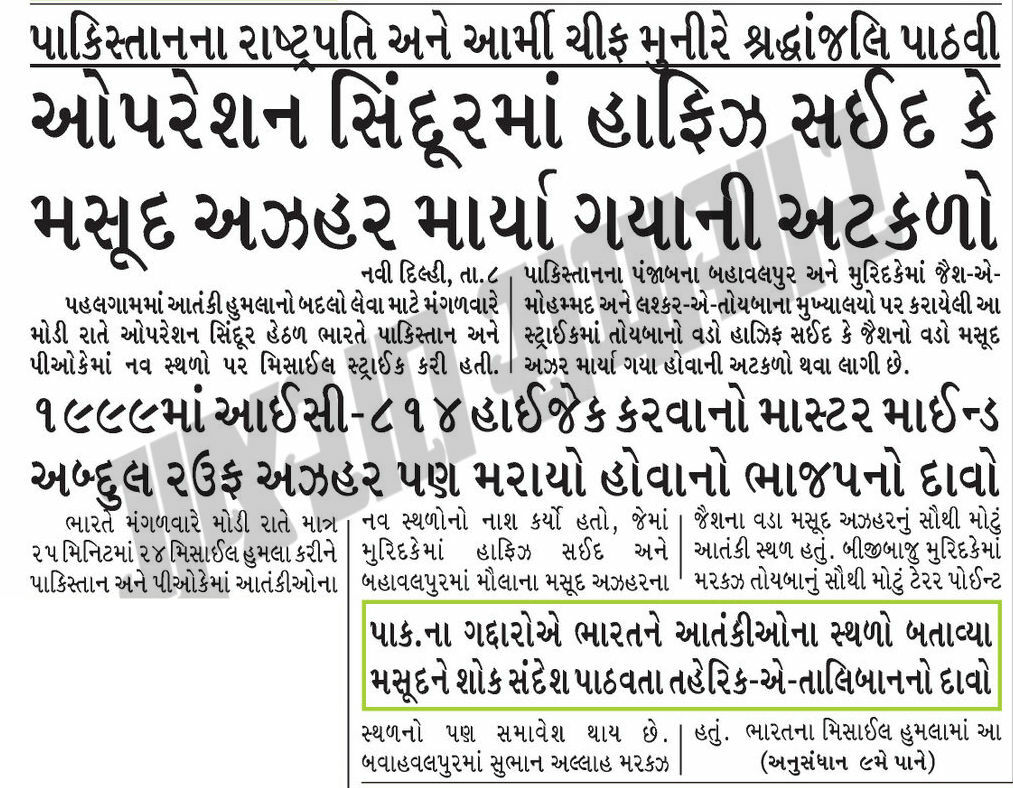 પાકિસ્તાનના રાષ્ટ્રપતિ અને આર્મી ચીફ મુનીરે શ્રદ્ધાંજલિ પાઠવી
ઓપરેશન સિંદૂરમાં હાફિઝ સઈદ કે
મસૂદ અઝહર માર્યા ગયાની અટકળો
નવી દિલ્હી, તા.૮
પહલગામમાં આતંકી હુમલાનો બદલો લેવા માટે મંગળવારે
મોડી રાતે ઓપરેશન સિંદૂર હેઠળ ભારતે પાકિસ્તાન અને
પીઓકેમાં નવ સ્થળો પર મિસાઈલ સ્ટ્રાઈક કરી હતી.
પાકિસ્તાનના પંજાબના બહાવલપુર અને મુરિદકેમાં જૈશ-એ-
મોહમ્મદ અને લશ્કર-એ-તોયબાના મુખ્યાલયો પર કરાયેલી આ
સ્ટ્રાઈકમાં તોયબાનો વડો હાઝિફ સઈદ કે જૈશનો વડો મસૂદ
અઝર માર્યા ગયા હોવાની અટકળો થવા લાગી છે.
૧૯૯૯માં આઈસી-૮૧૪ હાઈજેક કરવાનો માસ્ટર માઈન્ડ
અબ્દુલ રઉફ અઝહર પણ મરાયો હોવાનો ભાજપનો દાવો
ભારતે મંગળવારે મોડી રાતે માત્ર
૨૫ મિનિટમાં ૨૪ મિસાઈલ હુમલા કરીને
પાકિસ્તાન અને પીઓકેમાં આતંકીઓના
નવ સ્થળોનો નાશ કર્યો હતો, જેમાં
મુરિદકેમાં હાફિઝ સઈદ અને
બહાવલપુરમાં મૌલાના મસૂદ અઝહરના
જૈશના વડા મસૂદ અઝહરનું સૌથી મોટું
આતંકી સ્થળ હતું. બીજીબાજુ મુરિદકેમાં
મરકઝ તોયબાનું સૌથી મોટું ટેરર પોઈન્ટ
પાક.ના ગદ્દારોએ ભારતને આતંકીઓના સ્થળો બતાવ્યા
મસૂદને શોક સંદેશ પાઠવતા તહેરિક-એ-તાલિબાનનો દાવો
સ્થળનો પણ સમાવેશ થાય છે.
બવાહવલપુરમાં સુભાન અલ્લાહ મરકઝ
હતું. ભારતના મિસાઈલ હુમલામાં આ
(અનુસંધાન ૯મે પાને)